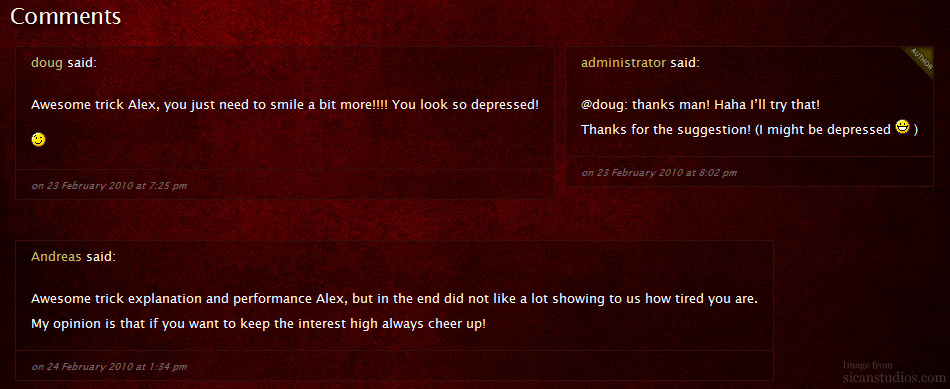 Comments
doug said:
Awesome trick Alex, you just need to smile a bit more!!!! You look so depressed!
on 23 February 2010 at 7:25 pm
administrator said:
AUTHOR
@doug: thanks man! Haha I'll try that!
Thanks for the suggestion! (I might be depressed )
on 23 February 2010 at 8:02 pm
Andreas said:
Awesome trick explanation and performance Alex, but in the end did not like a lot showing to us how tired you are.
My opinion is that if you want to keep the interest high always cheer up!
on 24 February 2010 at 1:34 pm
Image from
sicanstudios.com